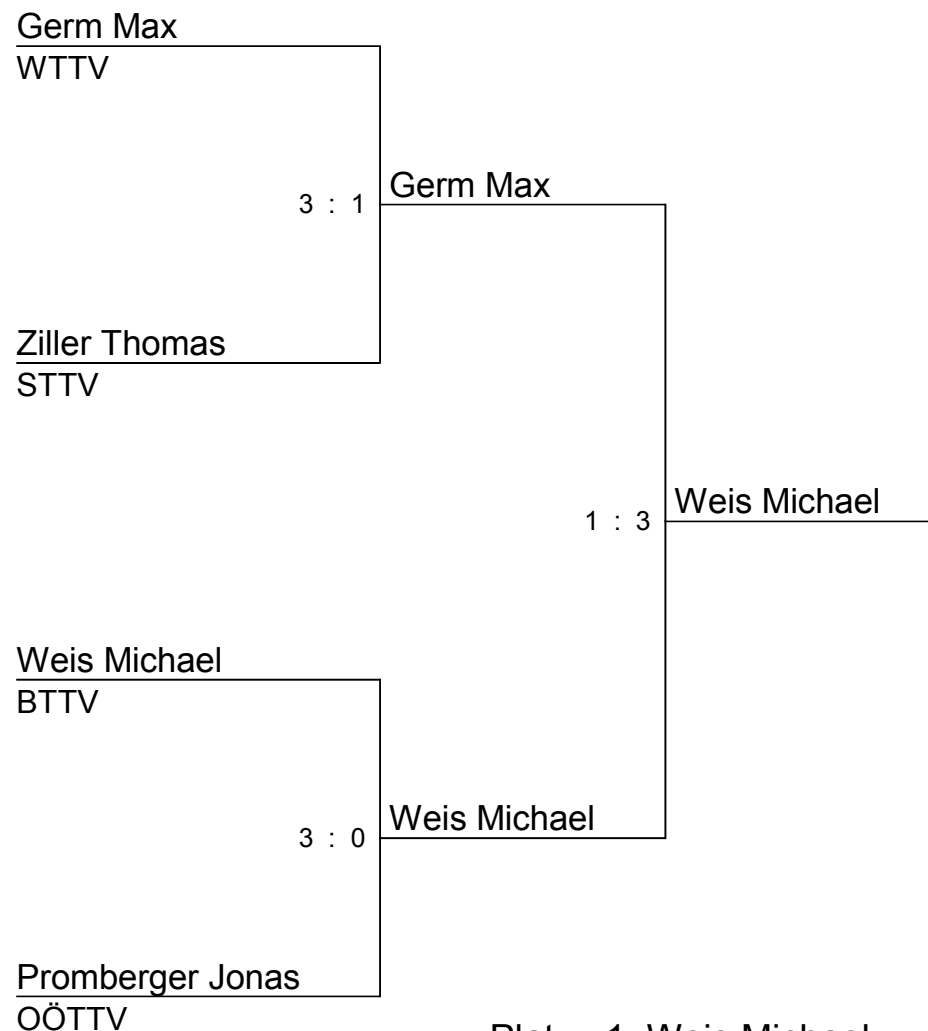 Germ Max
WTTV
Germ Max
3 : 1
Ziller Thomas
STTV
Weis Michael
1 : 3
Weis Michael
BTTV
Weis Michael
3 : 0
Promberger Jonas
OÖTTV
1 Weis Michael